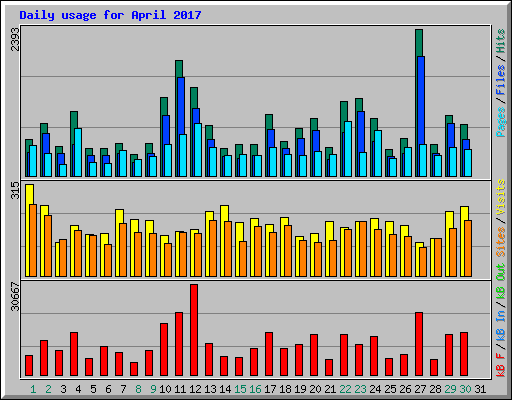 Daily usage for April 2017
2393
Pages / Files / Hits
315
Sites / Visits
30667
kB F / kB In / kB Out
1 2 3 4 5 6 7 8 9 10 11 12 13 14 15 16 17 18 19 20 21 22 23 24 25 26 27 28 29 30 31